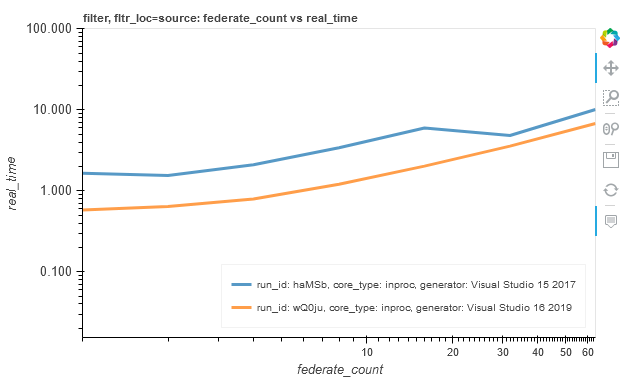 filter, fltr_loc=source: federate_count vs real_time
100.000
10.000
1.000
0.100
real_time
run_id: haMSb, core_type: inproc, generator: Visual Studio 15 2017
run_id: wQ0ju, core_type: inproc, generator: Visual Studio 16 2019
10 20 30 40 50 60
federate_count